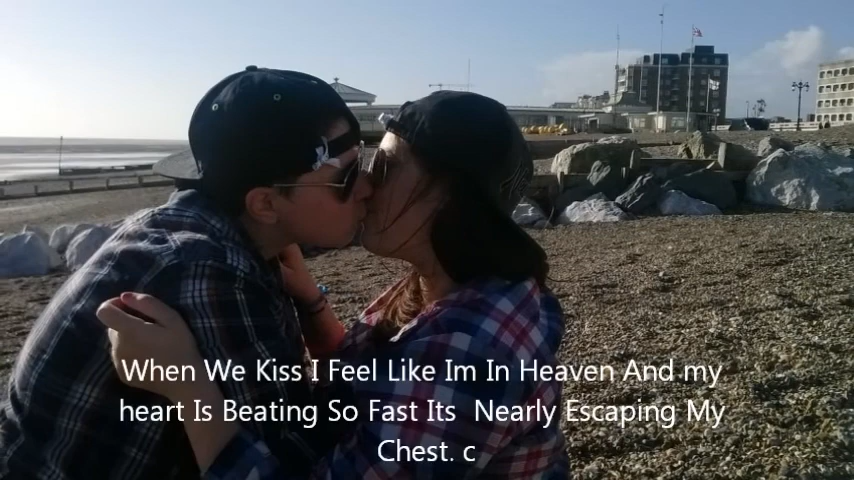 When We Kiss I Feel Like Im In Heaven And my
heart Is Beating So Fast Its  Nearly Escaping My
Chest. c